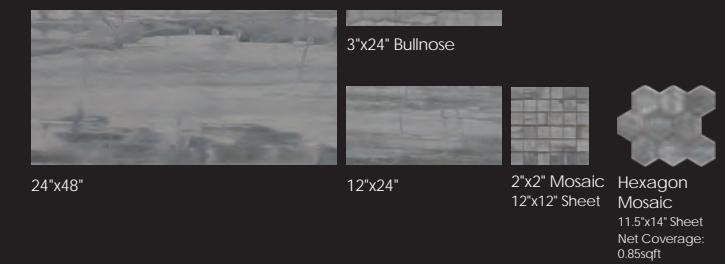 3"x24" Bullnose
24"x48"
12"x24"
2"x2" Mosaic
12"x12" Sheet
Hexagon
Mosaic
11.5"x14" Sheet
Net Coverage:
0.85sqft